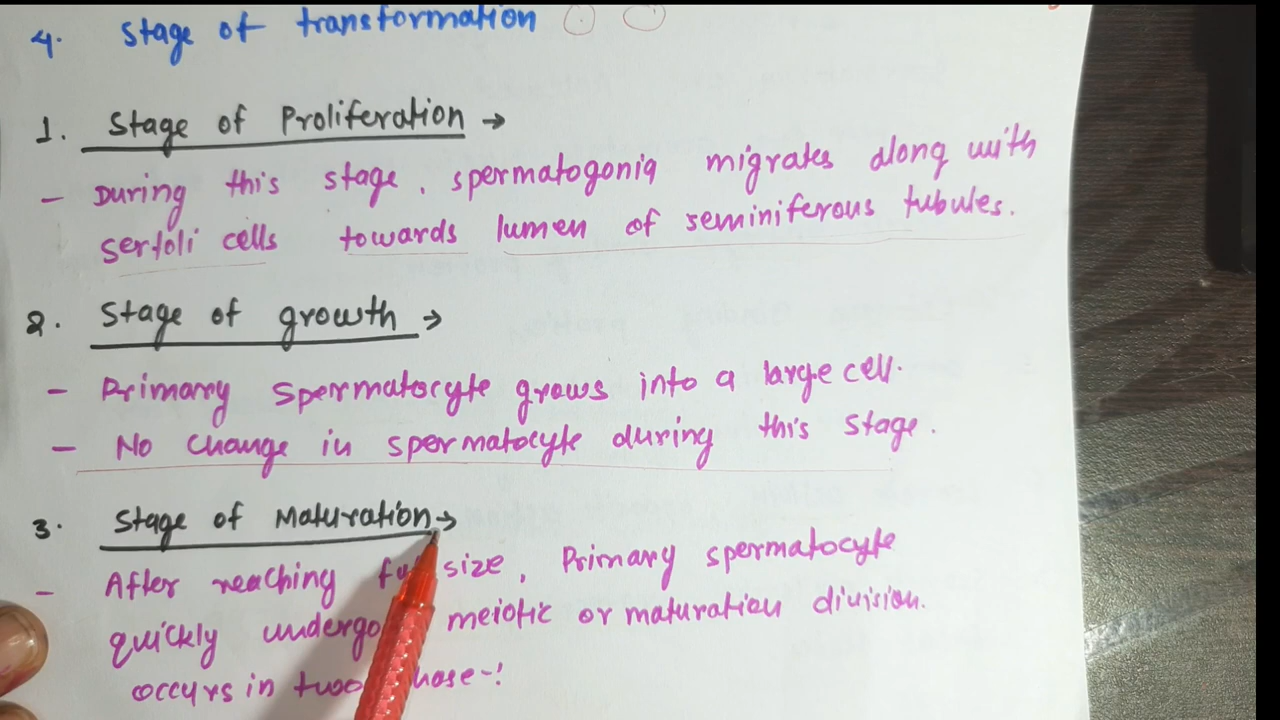 4. Stage of transformation
1. Stage of Proliferation →
- During this stage, spermatogonia migrates along with
sertoli cells towards lumen of seminiferous tubules.
2. Stage of growth →
- Primary spermatocyte grows into a large cell.
- No change in spermatocyte during this stage.
3. Stage of Maturation →
- After reaching size, Primary spermatocyte
quickly meiotic or maturation division.
occurs in two